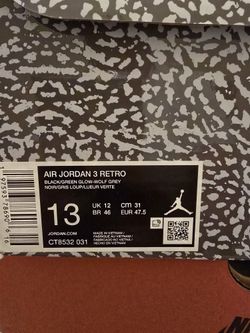 AIR JORDAN 3 RETRO
BLACK/GREEN GLOW-WOLF GREY
NOIR/GRIS LOUP/LUEUR VERTE
13
UK 12
CM 31
BR 46
EUR 47.5
JORDAN.COM
CT8532 031
MADE IN VIETNAM